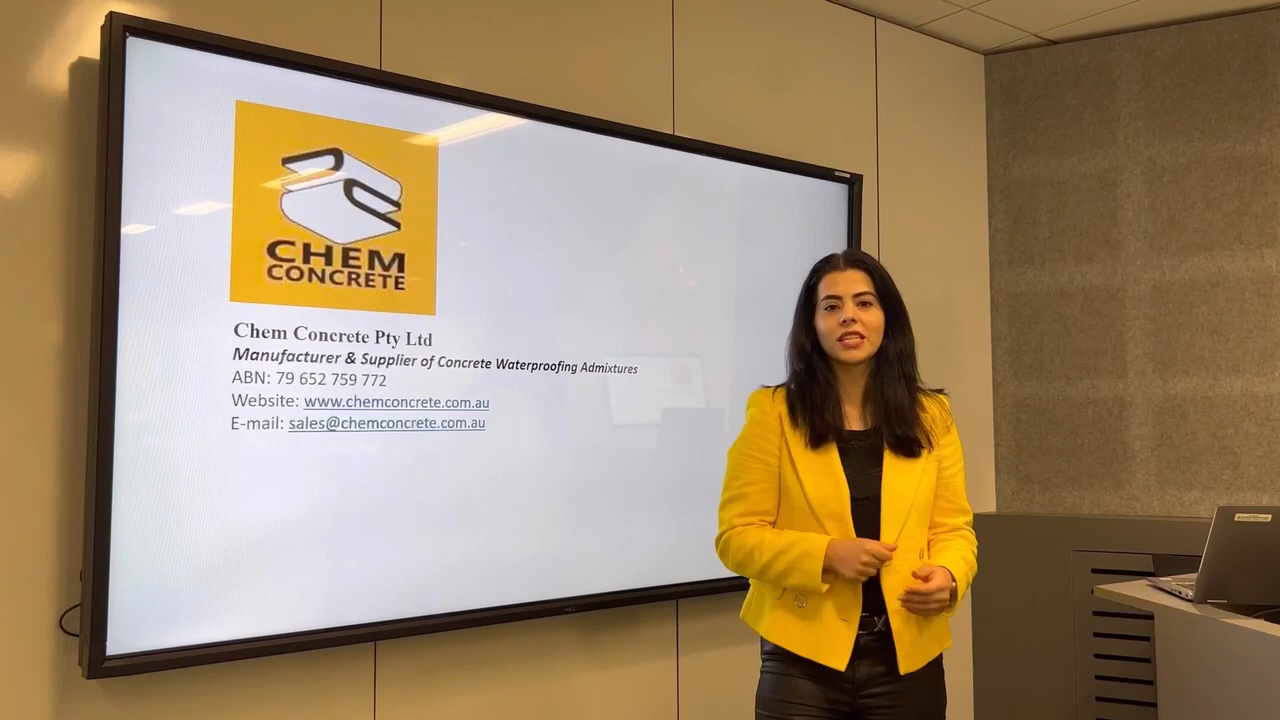 CHEM
CONCRETE
Chem Concrete Pty Ltd
Manufacturer & Supplier of Concrete Waterproofing Admixtures
ABN: 79 652 759 772
Website: www.chemconcrete.com.au
E-mail: sales@chemconcrete.com.au
NEC